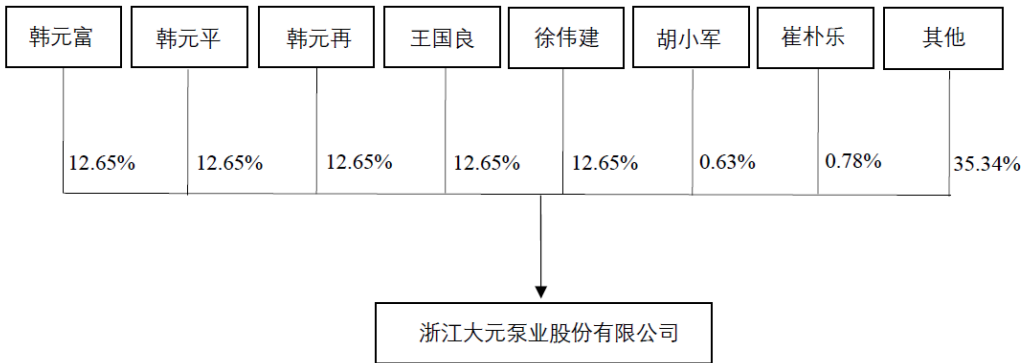 韩元富 韩元平 韩元再 王国良 徐伟建 胡小军 崔朴乐 其他
12.65% 12.65% 12.65% 12.65% 12.65% 0.63% 0.78% 35.34%
浙江大元泵业股份有限公司